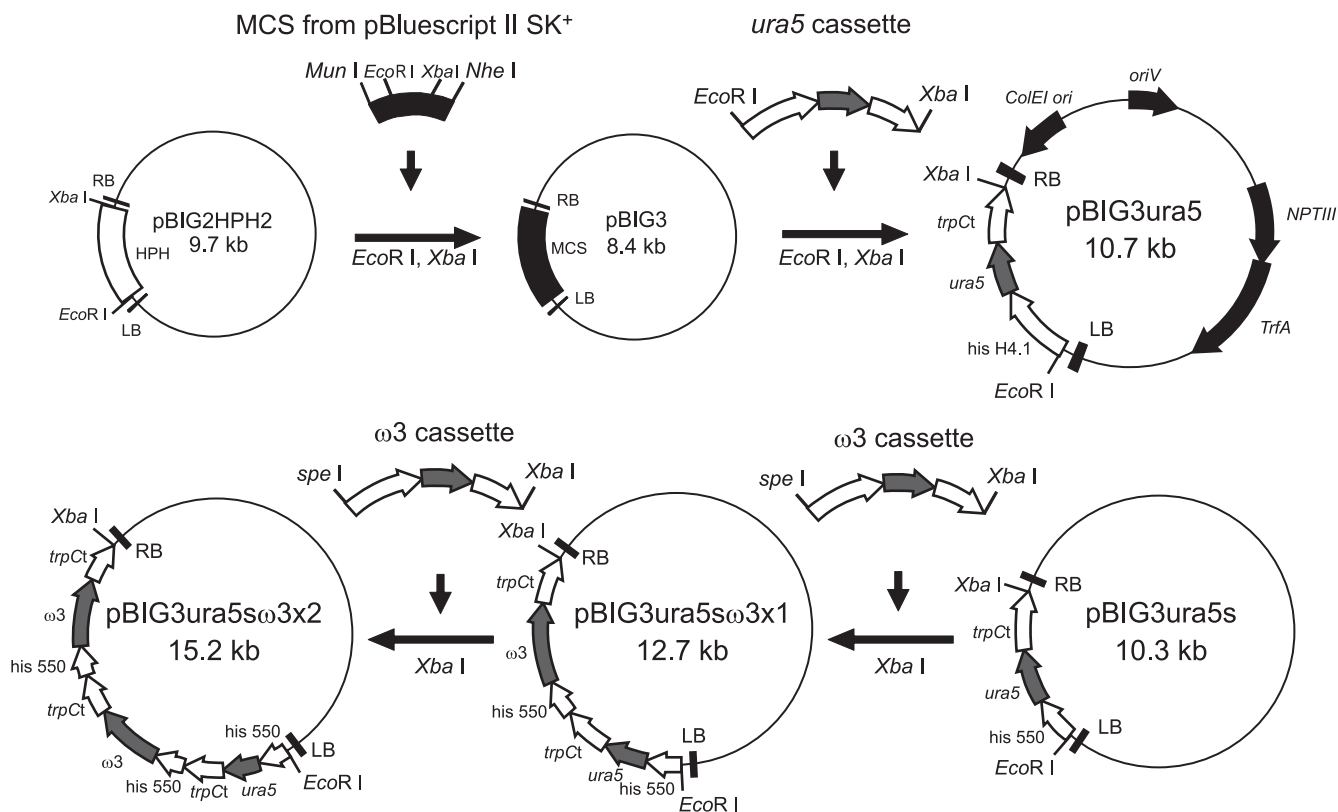 MCS from pBluescript II SK+
Mun I
EcoR I
Xba I
Nhe I
Xba I
RB
pBIG2HPH2
9.7 kb
HPH
EcoR I
LB
EcoR I, Xba I
RB
pBIG3
8.4 kb
MCS
LB
ura5 cassette
EcoR I
Xba I
EcoR I, Xba I
oriV
ColEI ori
Xba I
RB
pBIG3ura5
10.7 kb
NPTIII
trpCt
ura5
TrfA
his H4.1
LB
EcoR I
ω3 cassette
spe I
Xba I
Xba I
RB
trpCt
pBIG3ura5sω3x2
15.2 kb
ω3
his 550
trpCt
ω3
his 550
trpCt
ura5
his 550
LB
EcoR I
Xba I
Xba I
RB
trpCt
pBIG3ura5sω3x1
12.7 kb
ω3
his 550
trpCt
ura5
his 550
LB
EcoR I
ω3 cassette
spe I
Xba I
Xba I
Xba I
RB
pBIG3ura5s
10.3 kb
trpCt
ura5
his 550
LB
EcoR I